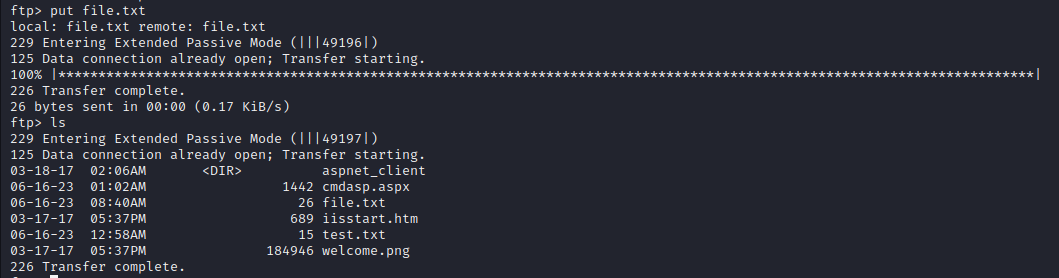 ftp> put file.txt
local: file.txt remote: file.txt
229 Entering Extended Passive Mode (|||49196|)
125 Data connection already open; Transfer starting.
100% |**************************************************************************************************************************|
226 Transfer complete.
26 bytes sent in 00:00 (0.17 KiB/s)
ftp> ls
229 Entering Extended Passive Mode (|||49197|)
125 Data connection already open; Transfer starting.
03-18-17  02:06AM       <DIR>          aspnet_client
06-16-23  01:02AM                 1442 cmdasp.aspx
06-16-23  08:40AM                   26 file.txt
03-17-17  05:37PM                  689 iisstart.htm
06-16-23  12:58AM                   15 test.txt
03-17-17  05:37PM               184946 welcome.png
226 Transfer complete.